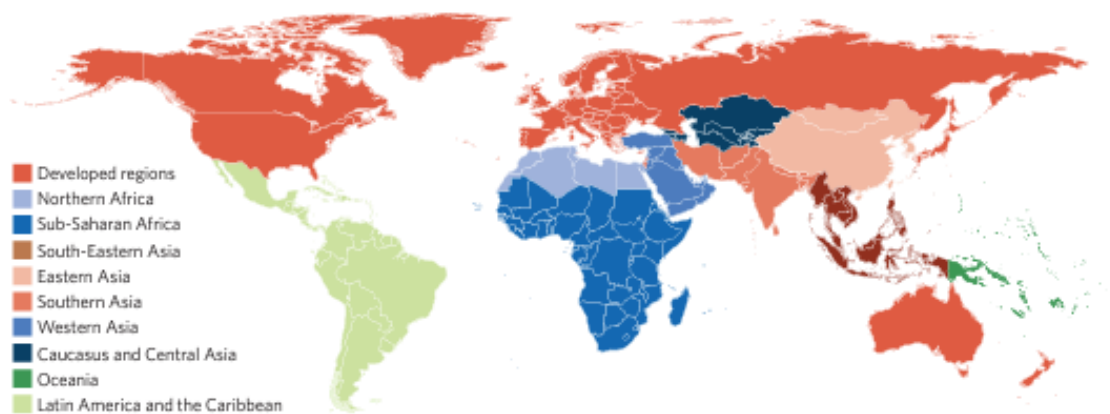 Developed regions
Northern Africa
Sub-Saharan Africa
South-Eastern Asia
Eastern Asia
Southern Asia
Western Asia
Caucasus and Central Asia
Oceania
Latin America and the Caribbean